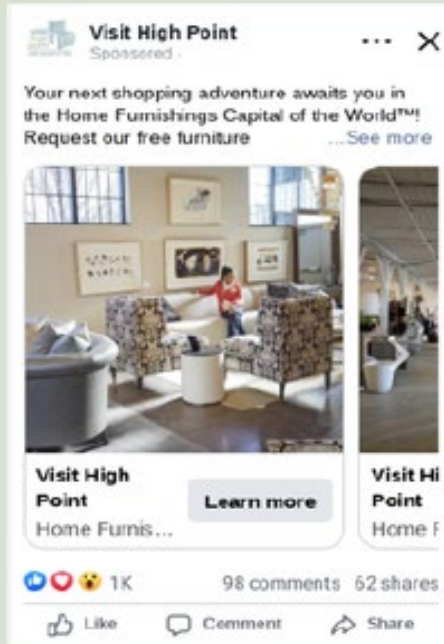 Visit High Point
Sponsored ·
Your next shopping adventure awaits you in
the Home Furnishings Capital of the World™!
Request our free furniture ...See more
Visit High
Point
Home Furnis...
Learn more
Visit Hi
Point
Home F
1K
98 comments 62 shares
Like
Comment
Share